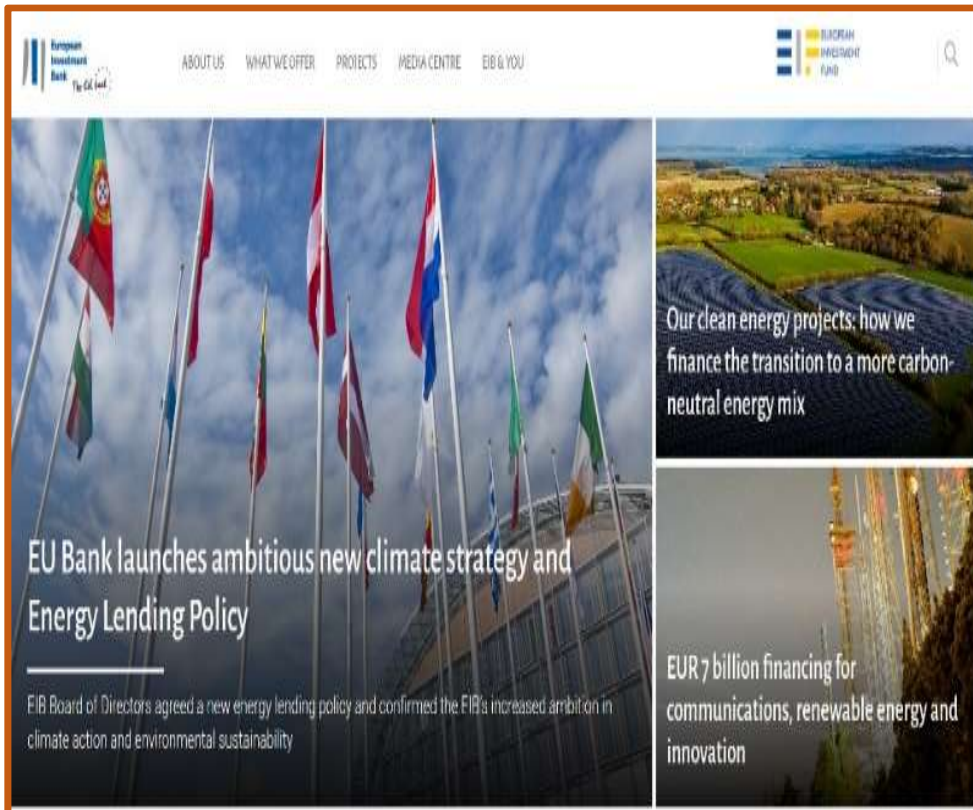 European
Investment
Bank
The EU bank
ABOUT US WHAT WE OFFER PROJECTS MEDIA CENTRE EIB & YOU
EUROPEAN
INVESTMENT
FUND
EU Bank launches ambitious new climate strategy and
Energy Lending Policy
EIB Board of Directors agreed a new energy lending policy and confirmed the EIB's increased ambition in
climate action and environmental sustainability
Our clean energy projects: how we
finance the transition to a more carbon-
neutral energy mix
EUR 7 billion financing for
communications, renewable energy and
innovation